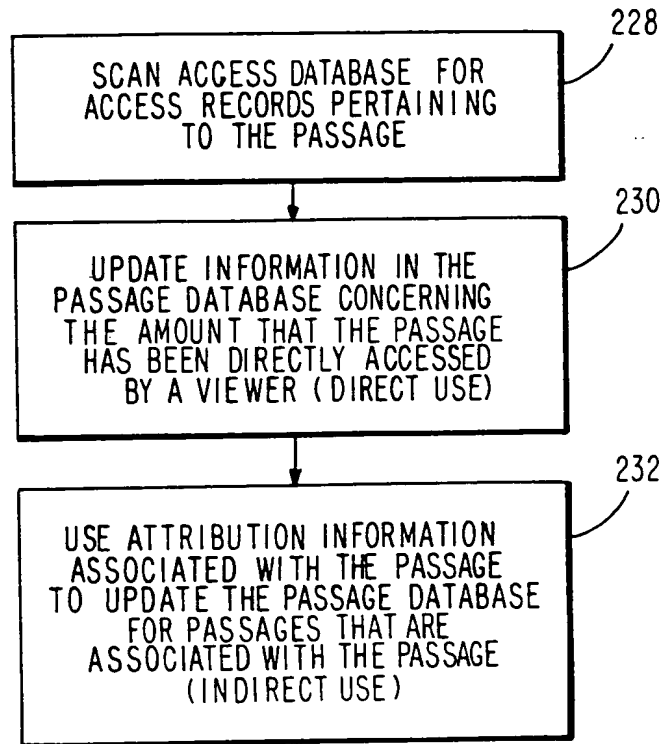 228
SCAN ACCESS DATABASE FOR
ACCESS RECORDS PERTAINING
TO THE PASSAGE
230
UPDATE INFORMATION IN THE
PASSAGE DATABASE CONCERNING
THE AMOUNT THAT THE PASSAGE
HAS BEEN DIRECTLY ACCESSED
BY A VIEWER (DIRECT USE)
232
USE ATTRIBUTION INFORMATION
ASSOCIATED WITH THE PASSAGE
TO UPDATE THE PASSAGE DATABASE
FOR PASSAGES THAT ARE
ASSOCIATED WITH THE PASSAGE
(INDIRECT USE)